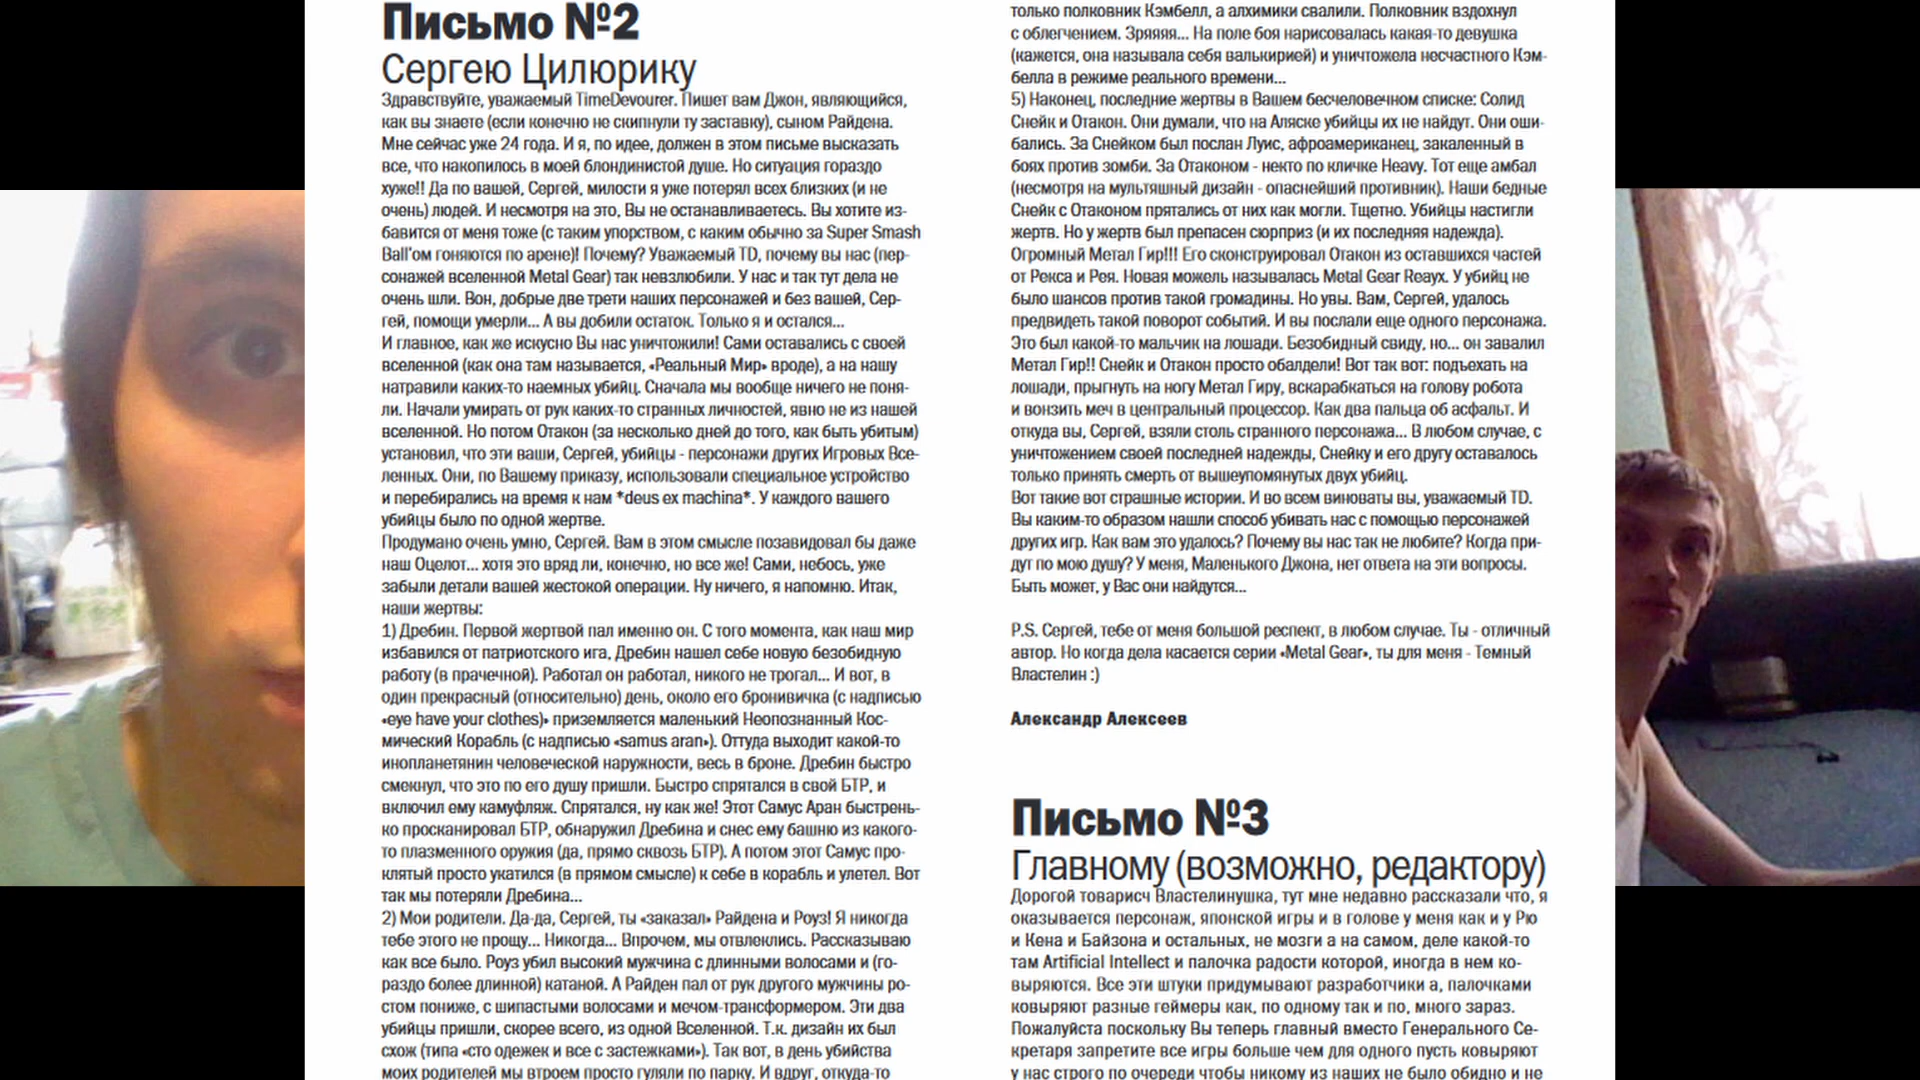 Письмо №2
Сергею Цилюрику
Здравствуйте, уважаемый TimeDevourer. Пишет вам Джон, являющийся,
как вы знаете (если конечно не скипнули ту заставку), сыном Райдена.
Мне сейчас уже 24 года. И я, по идее, должен в этом письме высказать
все, что накопилось в моей блондинистой душе. Но ситуация гораздо
хуже!! Да по вашей, Сергей, милости я уже потерял всех близких (и не
очень) людей. И несмотря на это, Вы не останавливаетесь. Вы хотите из-
бавится от меня тоже (с таким упорством, с каким обычно за Super Smash
Ball'ом гоняются по арене)! Почему? Уважаемый TD, почему вы нас (пер-
сонажей вселенной Metal Gear) так невзлюбили. У нас и так тут дела не
очень шли. Вон, добрые две трети наших персонажей и без вашей, Сер-
гей, помощи умерли... А вы добили остаток. Только я и остался...
И главное, как же искусно Вы нас уничтожили! Сами оставались с своей
вселенной (как она там называется, «Реальный Мир» вроде), а на нашу
натравили каких-то наемных убийц. Сначала мы вообще ничего не поня-
ли. Начали умирать от рук каких-то странных личностей, явно не из нашей
вселенной. Но потом Отакон (за несколько дней до того, как быть убитым)
установил, что эти ваши, Сергей, убийцы - персонажи других Игровых Все-
ленных. Они, по Вашему приказу, использовали специальное устройство
и перебирались на время к нам *deus ex machina*. У каждого вашего
убийцы было по одной жертве.
Продумано очень умно, Сергей. Вам в этом смысле позавидовал бы даже
наш Оцелот... хотя это вряд ли, конечно, но все же! Сами, небось, уже
забыли детали вашей жестокой операции. Ну ничего, я напомню. Итак,
наши жертвы:
1) Дребин. Первой жертвой пал именно он. С того момента, как наш мир
избавился от патриотского ига, Дребин нашел себе новую безобидную
работу (в прачечной). Работал он работал, никого не трогал... И вот, в
один прекрасный (относительно) день, около его бронивичка (с надписью
«eye have your clothes)» приземляется маленький Неопознанный Кос-
мический Корабль (с надписью «samus aran»). Оттуда выходит какой-то
инопланетянин человеческой наружности, весь в броне. Дребин быстро
смекнул, что это по его душу пришли. Быстро спрятался в свой БТР, и
включил ему камуфляж. Спрятался, ну как же! Этот Самус Аран быстрень-
ко просканировал БТР, обнаружил Дребина и снес ему башню из какого-
то плазменного оружия (да, прямо сквозь БТР). А потом этот Самус про-
клятый просто укатился (в прямом смысле) к себе в корабль и улетел. Вот
так мы потеряли Дребина...
2) Мои родители. Да-да, Сергей, ты «заказал» Райдена и Роуз! Я никогда
тебе этого не прощу... Никогда... Впрочем, мы отвлеклись. Рассказываю
как все было. Роуз убил высокий мужчина с длинными волосами и (го-
раздо более длинной) катаной. А Райден пал от рук другого мужчины ро-
стом пониже, с шипастыми волосами и мечом-трансформером. Эти два
убийцы пришли, скорее всего, из одной Вселенной. Т.к. дизайн их был
схож (типа «сто одежек и все с застежками»). Так вот, в день убийства
моих родителей мы втроем просто гуляли по парку. И вдруг, откуда-то
только полковник Кэмбелл, а алхимики свалили. Полковник вздохнул
с облегчением. Зряяяя... На поле боя нарисовалась какая-то девушка
(кажется, она называла себя валькирией) и уничтожела несчастного Кэм-
белла в режиме реального времени...
5) Наконец, последние жертвы в Вашем бесчеловечном списке: Солид
Снейк и Отакон. Они думали, что на Аляске убийцы их не найдут. Они оши-
бались. За Снейком был послан Луис, афроамериканец, закаленный в
боях против зомби. За Отаконом - некто по кличке Heavy. Тот еще амбал
(несмотря на мультяшный дизайн - опаснейший противник). Наши бедные
Снейк с Отаконом прятались от них как могли. Тщетно. Убийцы настигли
жертв. Но у жертв был препасен сюрприз (и их последняя надежда).
Огромный Метал Гир!!! Его сконструировал Отакон из оставшихся частей
от Рекса и Рея. Новая можель называлась Metal Gear Reayx. У убийц не
было шансов против такой громадины. Но увы. Вам, Сергей, удалось
предвидеть такой поворот событий. И вы послали еще одного персонажа.
Это был какой-то мальчик на лошади. Безобидный свиду, но... он завалил
Метал Гир!! Снейк и Отакон просто обалдели! Вот так вот: подъехать на
лошади, прыгнуть на ногу Метал Гиру, вскарабкаться на голову робота
и вонзить меч в центральный процессор. Как два пальца об асфальт. И
откуда вы, Сергей, взяли столь странного персонажа... В любом случае, с
уничтожением своей последней надежды, Снейку и его другу оставалось
только принять смерть от вышеупомянутых двух убийц.
Вот такие вот страшные истории. И во всем виноваты вы, уважаемый TD.
Вы каким-то образом нашли способ убивать нас с помощью персонажей
других игр. Как вам это удалось? Почему вы нас так не любите? Когда при-
дут по мою душу? У меня, Маленького Джона, нет ответа на эти вопросы.
Быть может, у Вас они найдутся...
P.S. Сергей, тебе от меня большой респект, в любом случае. Ты - отличный
автор. Но когда дела касается серии «Metal Gear», ты для меня - Темный
Властелин :)
Александр Алексеев
Письмо №3
Главному (возможно, редактору)
Дорогой товарисч Властелинушка, тут мне недавно рассказали что, я
оказывается персонаж, японской игры и в голове у меня как и у Рю
и Кена и Байзона и остальных, не мозги а на самом, деле какой-то
там Artificial Intellect и палочка радости которой, иногда в нем ко-
выряются. Все эти штуки придумывают разработчики а, палочками
ковыряют разные геймеры как, по одному так и по, много зараз.
Пожалуйста поскольку Вы теперь главный вместо Генерального Се-
кретаря запретите все игры больше чем для одного пусть ковыряют
у нас строго по очереди чтобы никому из наших не было обидно и не